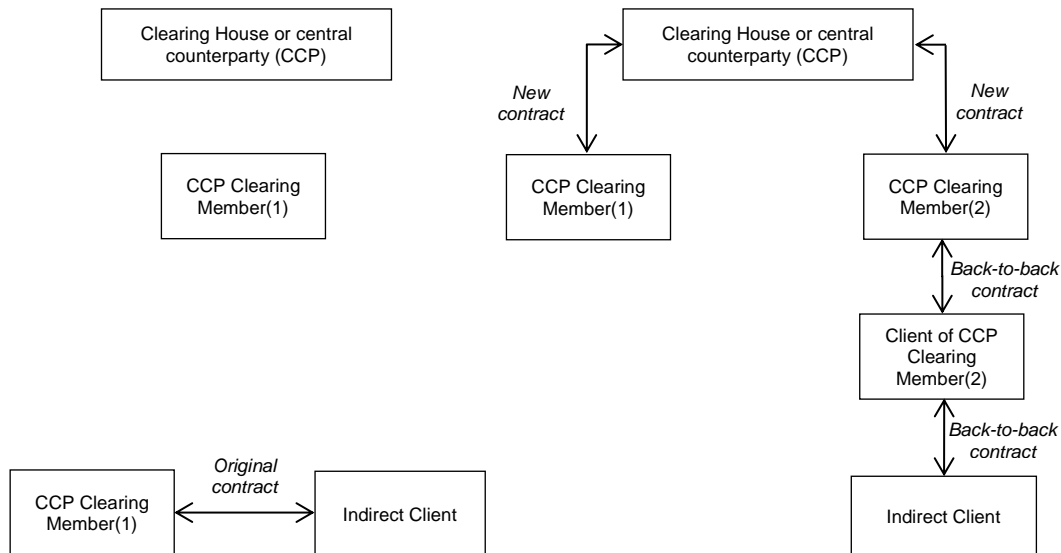 Clearing House or central
counterparty (CCP)
CCP Clearing
Member(1)
Original
contract
CCP Clearing
Member(1)
Indirect Client
Clearing House or central
counterparty (CCP)
New
contract
New
contract
CCP Clearing
Member(1)
CCP Clearing
Member(2)
Back-to-back
contract
Client of CCP
Clearing
Member(2)
Back-to-back
contract
Indirect Client